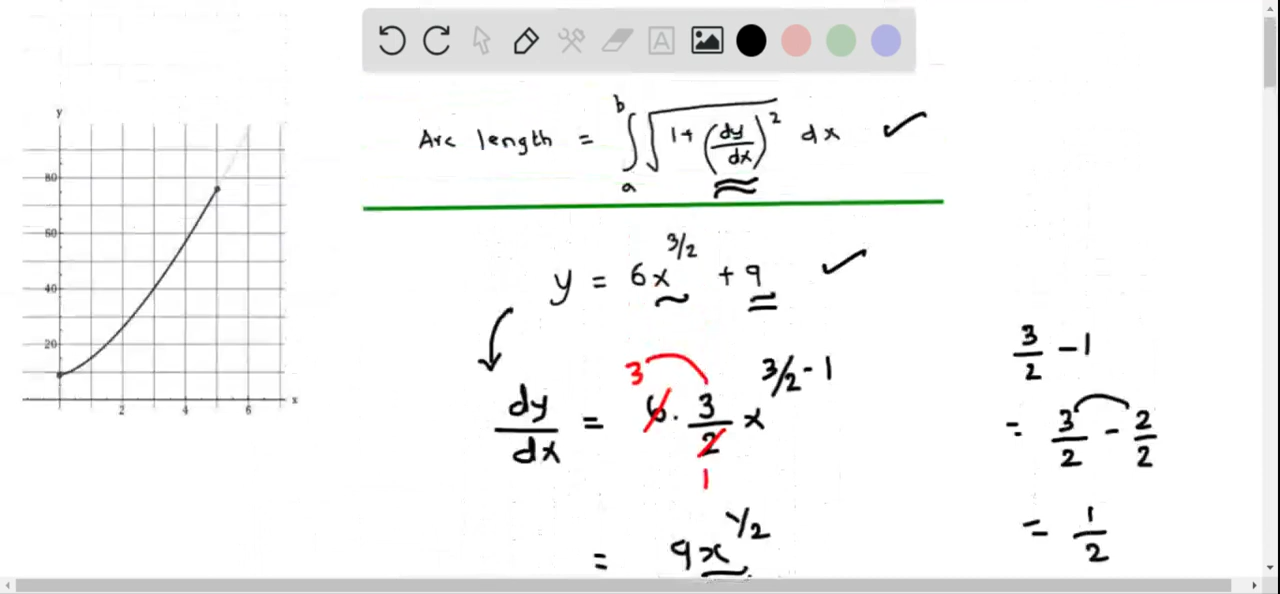 y
80
60
40
20
2 4 6 x
A
Arc length = ∫ₐᵇ √(1+(dy/dx)²) dx ✓
y = 6x^(3/2) + 9 ✓
dy/dx = 6 · 3/2 x^(3/2 - 1)
3
1
= 9x^(1/2)
3/2 - 1
= 3/2 - 2/2
= 1/2